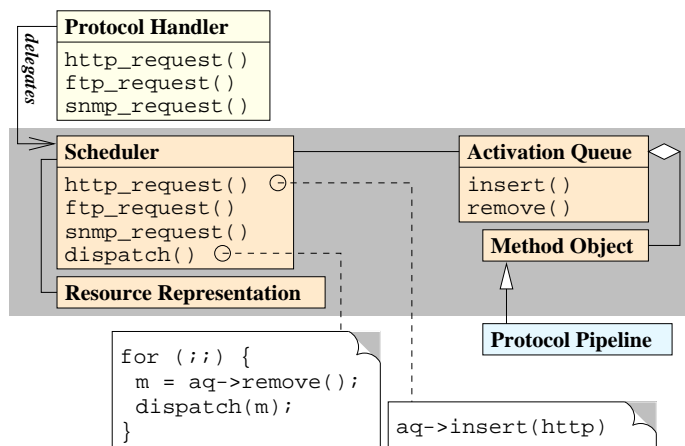 Protocol Handler
http_request()
ftp_request()
snmp_request()
delegates
Scheduler
http_request()
ftp_request()
snmp_request()
dispatch()
Activation Queue
insert()
remove()
Method Object
Resource Representation
Protocol Pipeline
for (;;) {
m = aq->remove();
dispatch(m);
}
aq->insert(http)